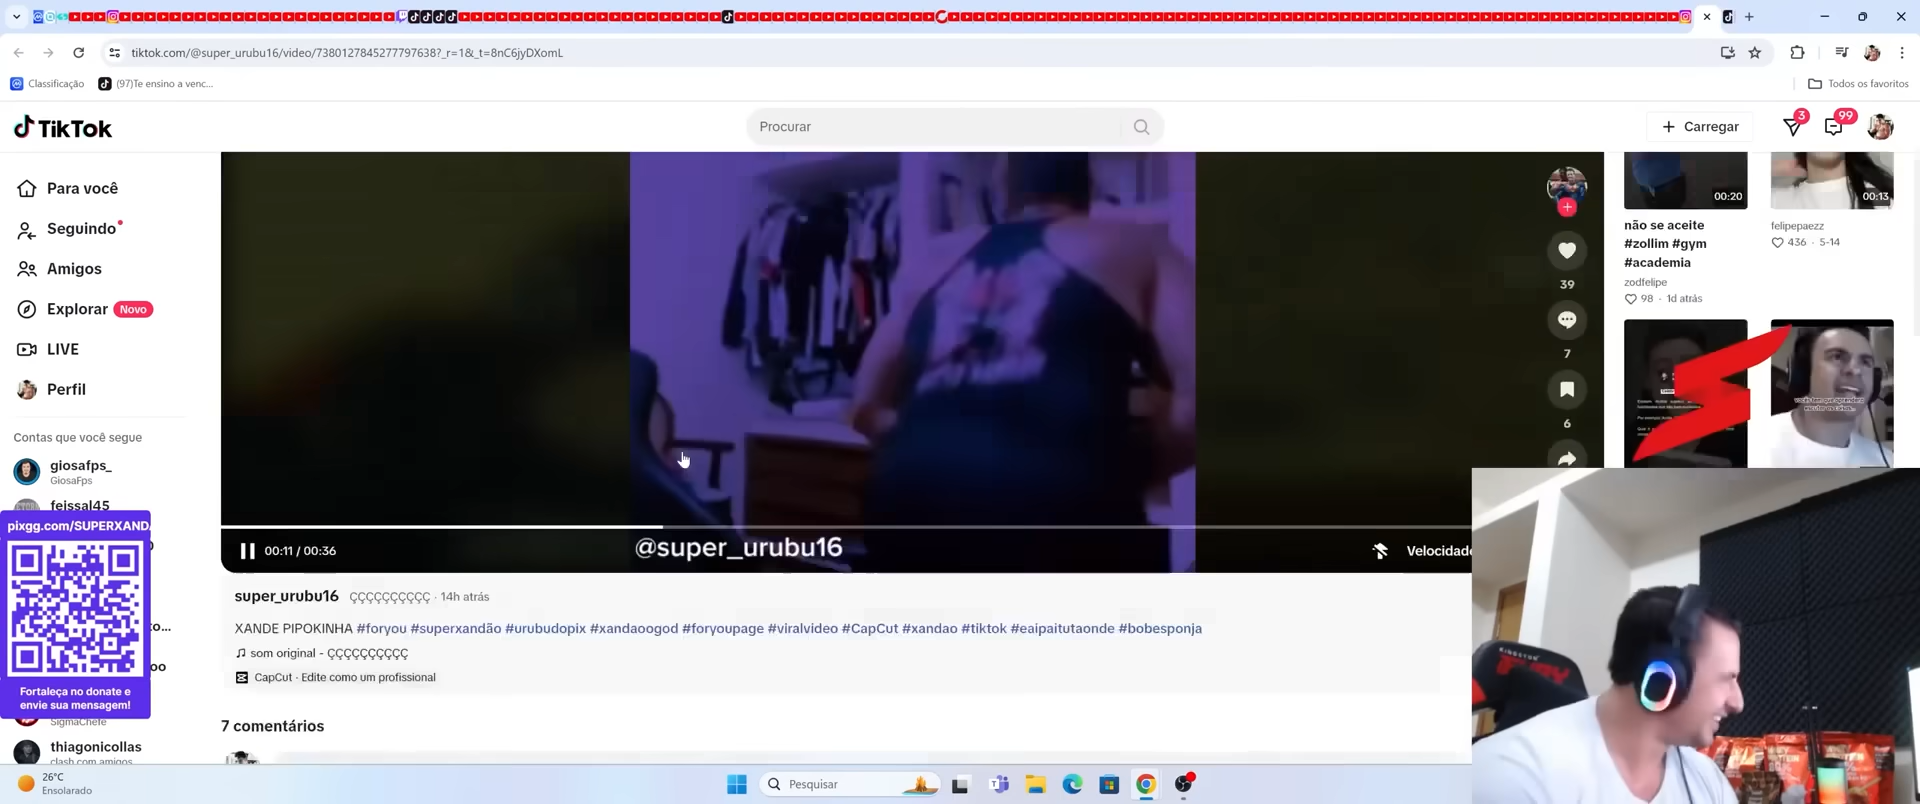 tiktok.com/@super_urubu16/video/7380127845277797638?_r=1&_t=8nC6jyDXomL
Classificação
(97)Te ensino a venc...
Todos os favoritos
TikTok
Procurar
Carregar
3
99
Para você
Seguindo
Amigos
Explorar Novo
LIVE
Perfil
Contas que você segue
giosafps_
GiosaFps
feissal45
pixgg.com/SUPERXAND
to...
oo
Fortaleça no donate e
envie sua mensagem!
SigmaChefe
thiagonicollas
clash com amigos
39
7
6
00:11 / 00:36
@super_urubu16
Velocidade
super_urubu16 ÇÇÇÇÇÇÇÇÇÇ · 14h atrás
XANDE PIPOKINHA #foryou #superxandão #urubudopix #xandaoogod #foryoupage #viralvideo #CapCut #xandao #tiktok #eaipaitutaonde #bobesponja
som original - ÇÇÇÇÇÇÇÇÇÇ
CapCut · Edite como um profissional
7 comentários
00:20
não se aceite
#zollim #gym
#academia
zodfelipe
98 · 1d atrás
00:13
felipepaezz
436 · 5-14
26°C
Ensolarado
Pesquisar